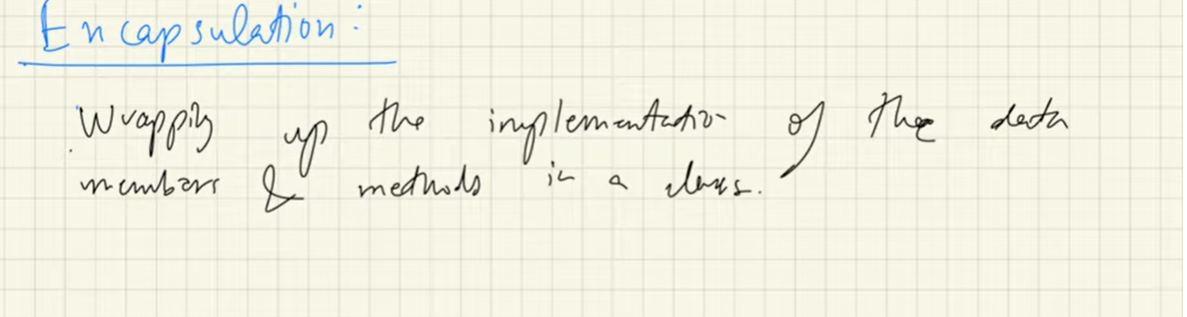 Encapsulation:
Wrapping up the implementation of the data
members & methods in a class.